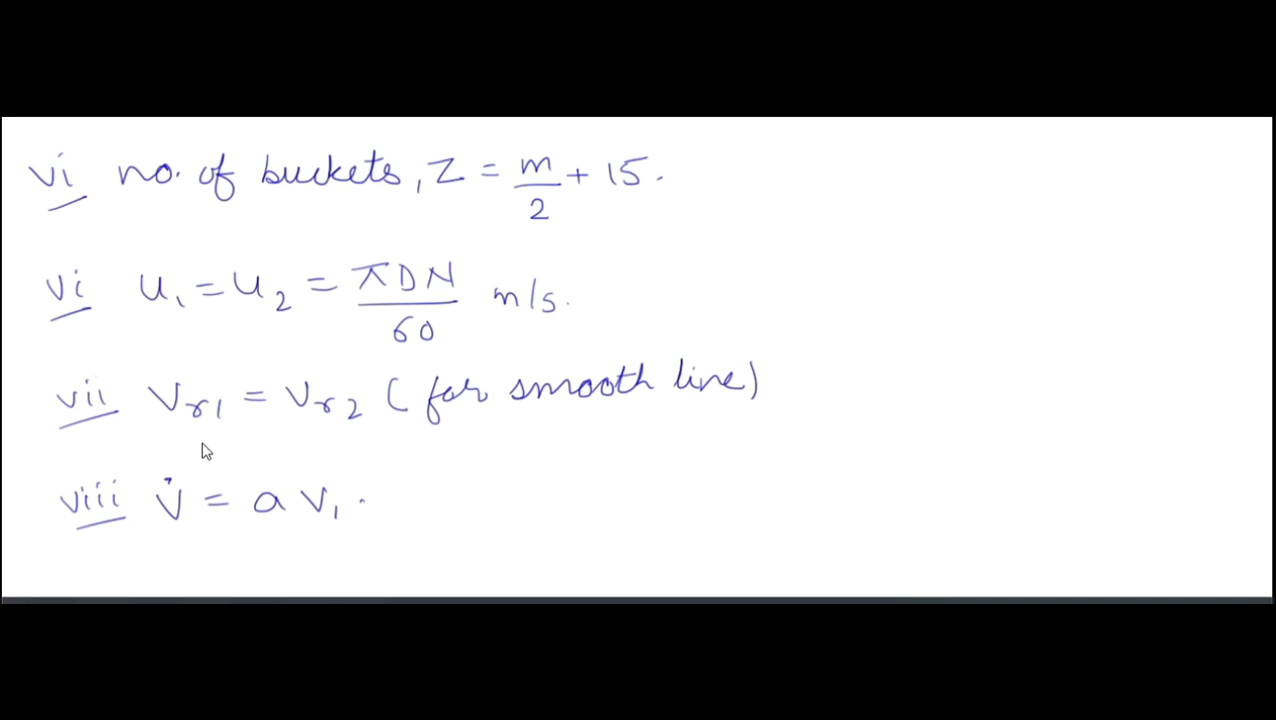 vi no. of buckets, Z = m/2 + 15.
vi u₁ = u₂ = πDN/60 m/s.
vii Vr1 = Vr2 (for smooth line)
viii V̇ = a V₁.